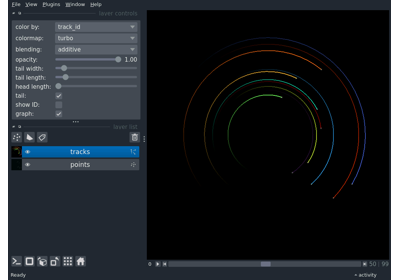 File View Plugins Window Help
layer controls
color by: track_id
colormap: turbo
blending: additive
opacity: 1.00
tail width:
tail length:
head length:
tail:
show ID:
graph:
layer list
tracks
points
50 99
Ready activity